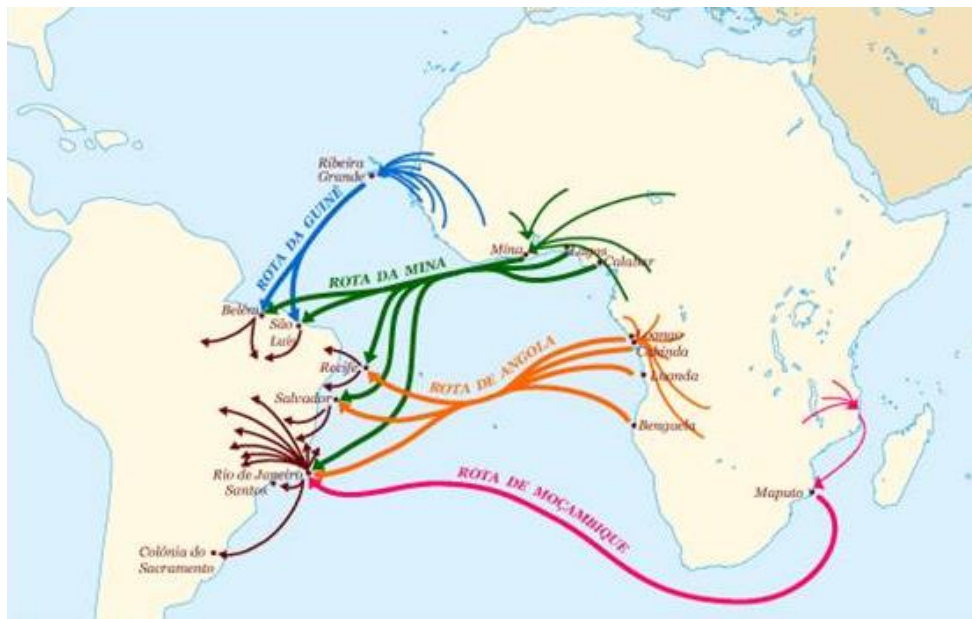 Ribeira
Grande
ROTA DA GUINÉ
Mina
Lagos
Calabar
ROTA DA MINA
Belém
São
Luís
Loango
Cabinda
Recife
ROTA DE ANGOLA
Luanda
Salvador
Benguela
Rio de Janeiro
Santos
ROTA DE MOÇAMBIQUE
Maputo
Colônia do
Sacramento